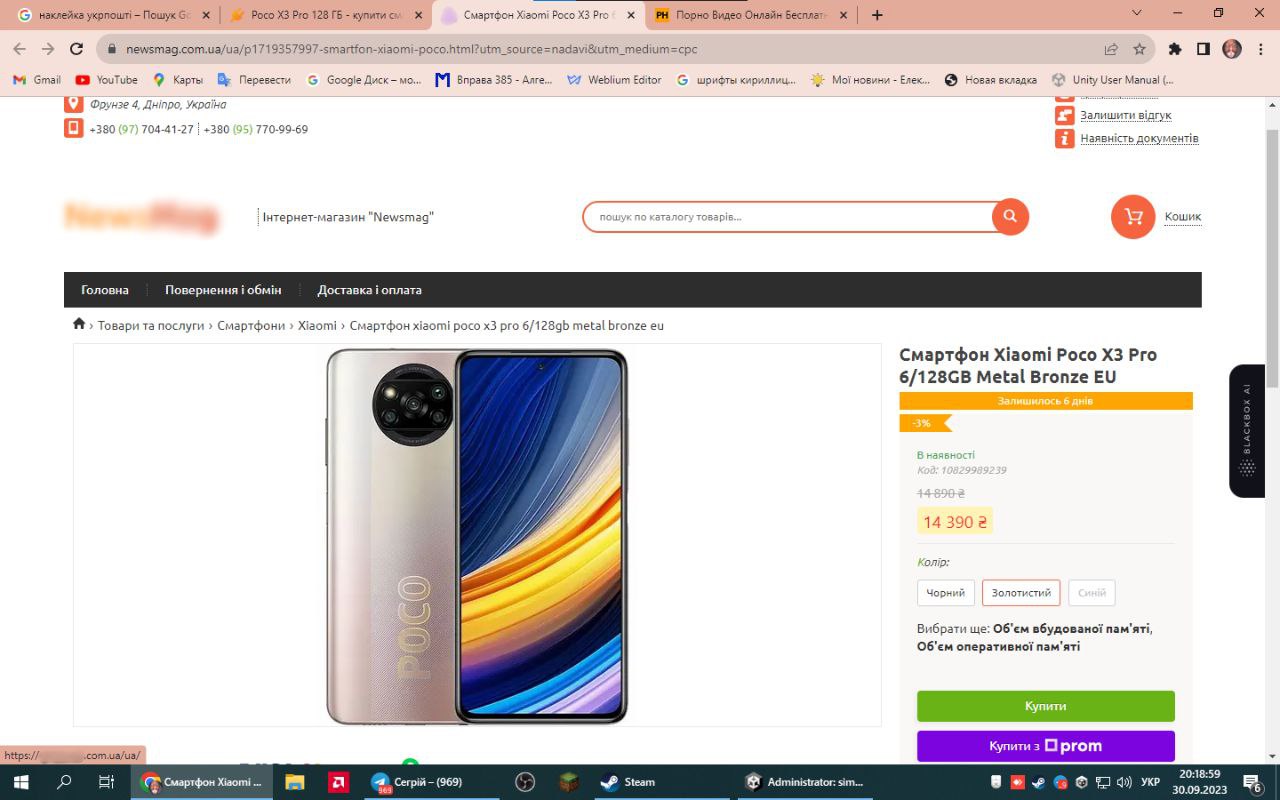 наклейка укрпошті – Пошук Go
Poco X3 Pro 128 ГБ - купити см
Смартфон Xiaomi Poco X3 Pro 6
PH Порно Видео Онлайн Бесплатн
newsmag.com.ua/ua/p1719357997-smartfon-xiaomi-poco.html?utm_source=nadavi&utm_medium=cpc
Gmail
YouTube
Карты
Перевести
Google Диск – мо...
Вправа 385 - Алге...
Weblium Editor
шрифты кириллиц...
Мої новини - Елек...
Новая вкладка
Unity User Manual (...
Фрунзе 4, Дніпро, Україна
+380 (97) 704-41-27 +380 (95) 770-99-69
Залишити відгук
Наявність документів
NewsMag
Інтернет-магазин "Newsmag"
пошук по каталогу товарів...
Кошик
Головна
Повернення і обмін
Доставка і оплата
› Товари та послуги › Смартфони › Xiaomi › Смартфон xiaomi poco x3 pro 6/128gb metal bronze eu
POCO
Смартфон Xiaomi Poco X3 Pro
6/128GB Metal Bronze EU
Залишилось 6 днів
-3%
В наявності
Код: 10829989239
14 890 ₴
14 390 ₴
Колір:
Чорний
Золотистий
Синій
Вибрати ще: Об'єм вбудованої пам'яті,
Об'єм оперативної пам'яті
Купити
Купити з prom
BLACKBOX AI
.com.ua/ua/
Смартфон Xiaomi ...
969
Сергій – (969)
Steam
Administrator: sim...
УКР
20:18:59
30.09.2023
6